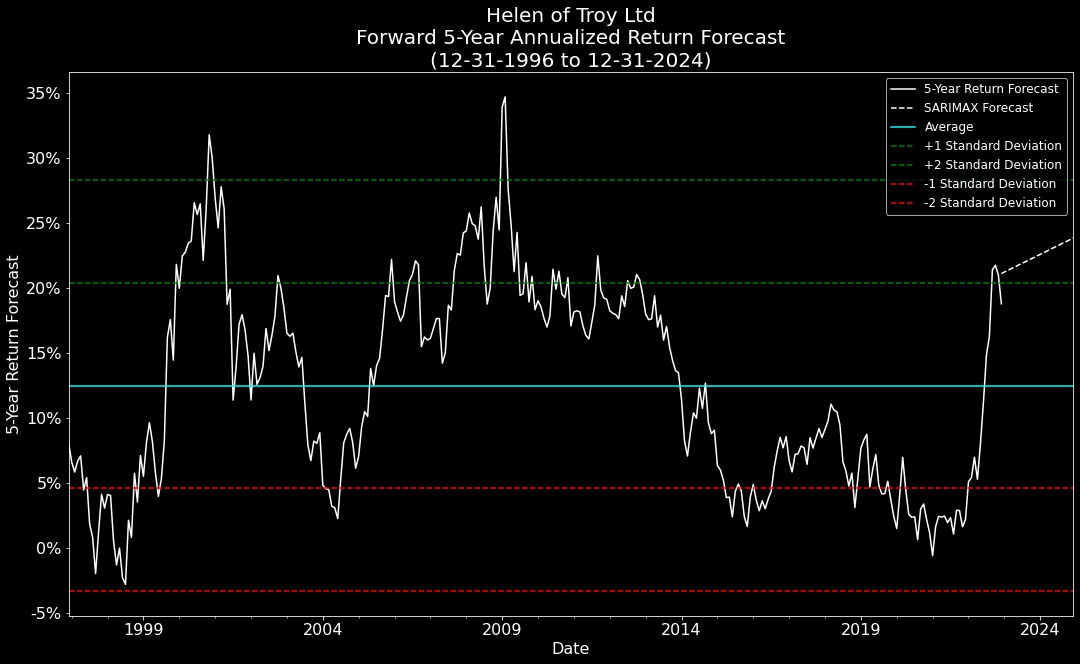 Helen of Troy Ltd
Forward 5-Year Annualized Return Forecast
(12-31-1996 to 12-31-2024)
5-Year Return Forecast
SARIMAX Forecast
Average
+1 Standard Deviation
+2 Standard Deviation
-1 Standard Deviation
-2 Standard Deviation
35%
30%
25%
20%
15%
10%
5%
0%
-5%
5-Year Return Forecast
1999
2004
2009
2014
2019
2024
Date